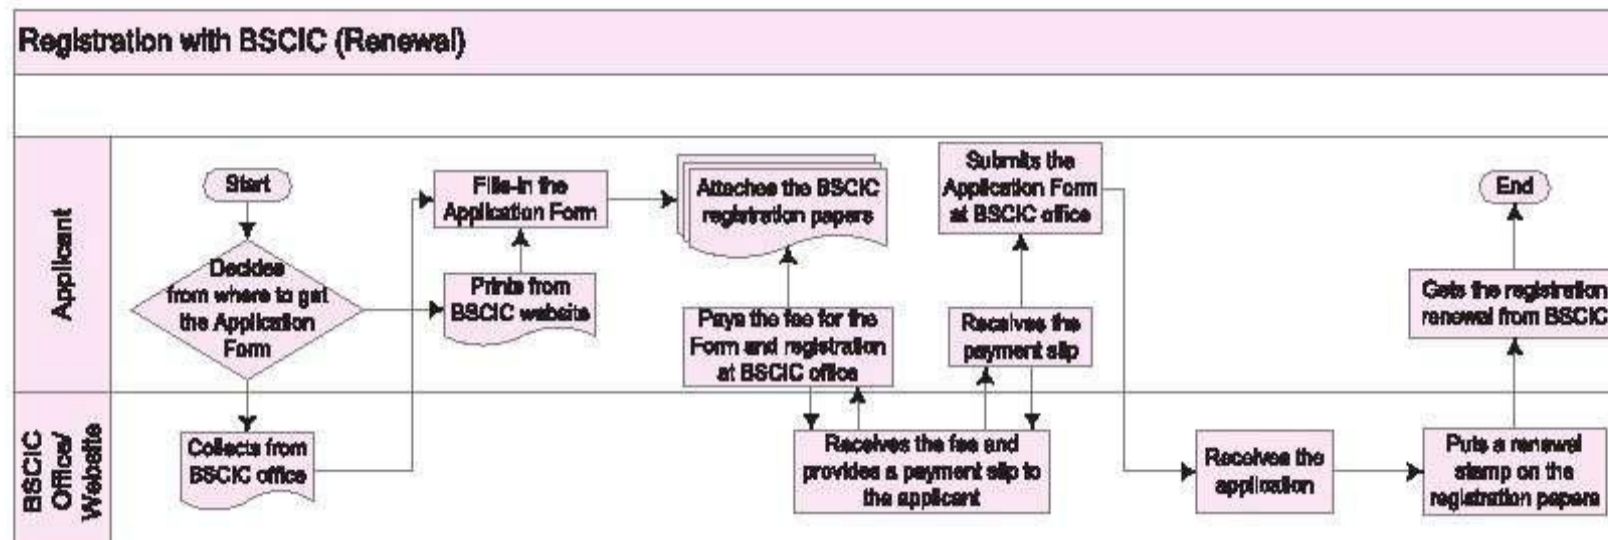 Registration with BSCIC (Renewal)
Applicant
Start
Decides
from where to get
the Application
Form
Fills-in the
Application Form
Prints from
BSCIC website
Attaches the BSCIC
registration papers
Pays the fee for the
Form and registration
at BSCIC office
Submits the
Application Form
at BSCIC office
Receives the
payment slip
End
Gets the registration
renewal from BSCIC
BSCIC
Office/
Website
Collects from
BSCIC office
Receives the fee and
provides a payment slip to
the applicant
Receives the
application
Puts a renewal
stamp on the
registration papers